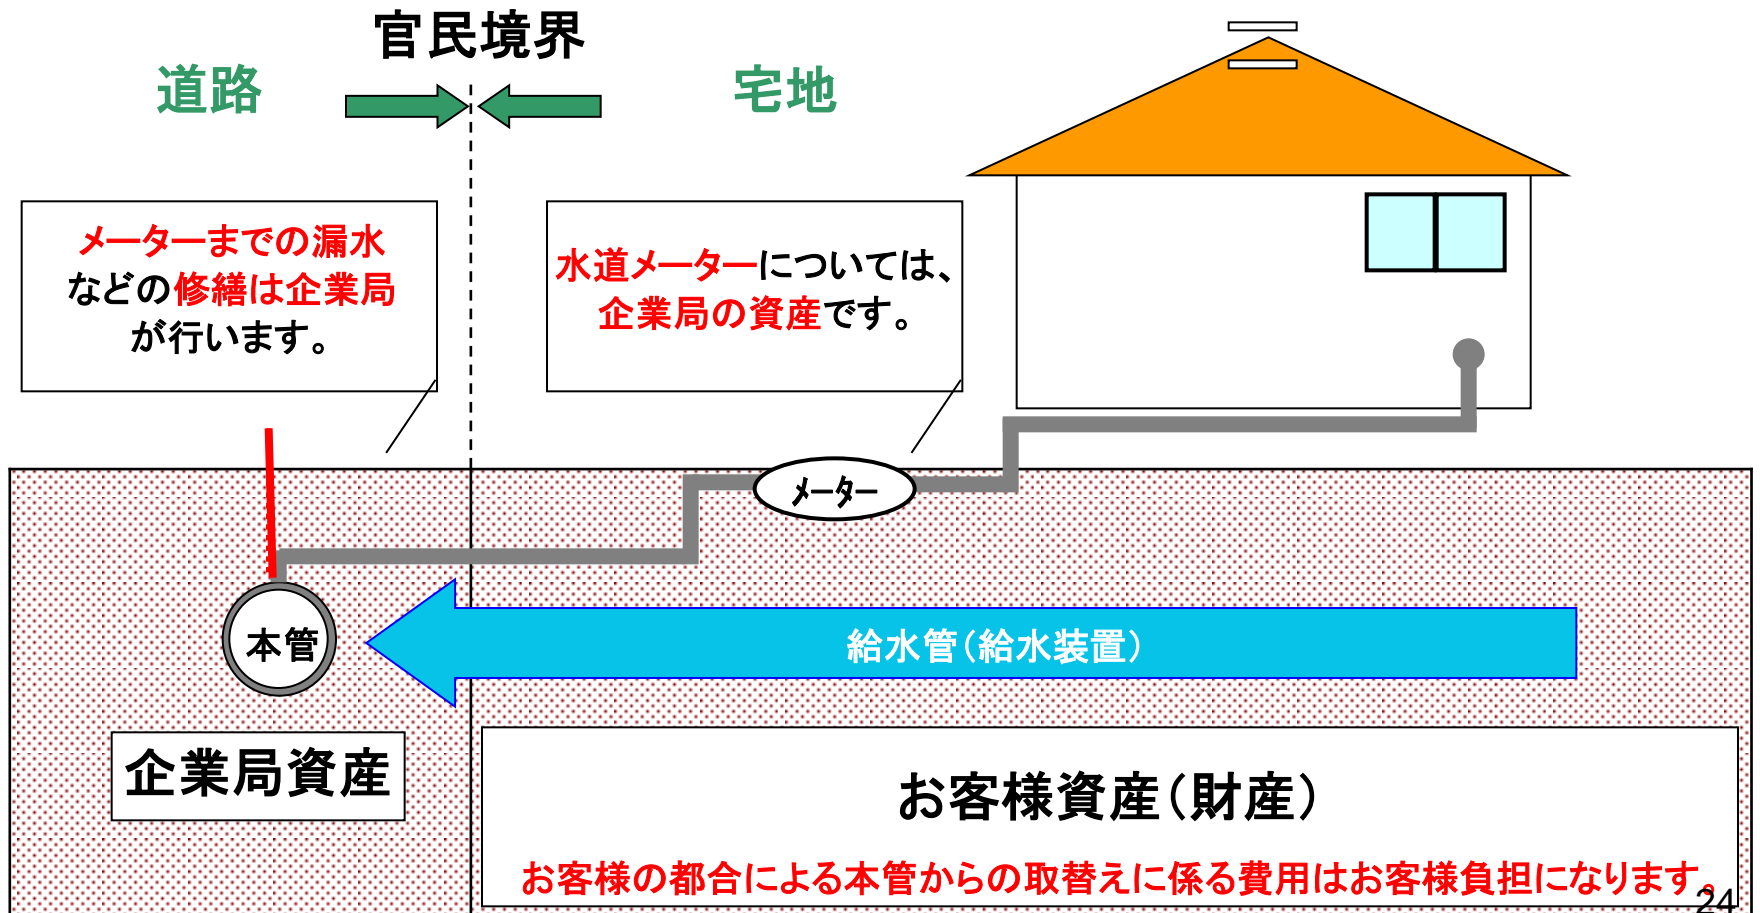 官民境界
道路
宅地
メーターまでの漏水
などの修繕は企業局
が行います。
水道メーターについては、
企業局の資産です。
メーター
本管
給水管（給水装置）
企業局資産
お客様資産（財産）
お客様の都合による本管からの取替えに係る費用はお客様負担になります。
24